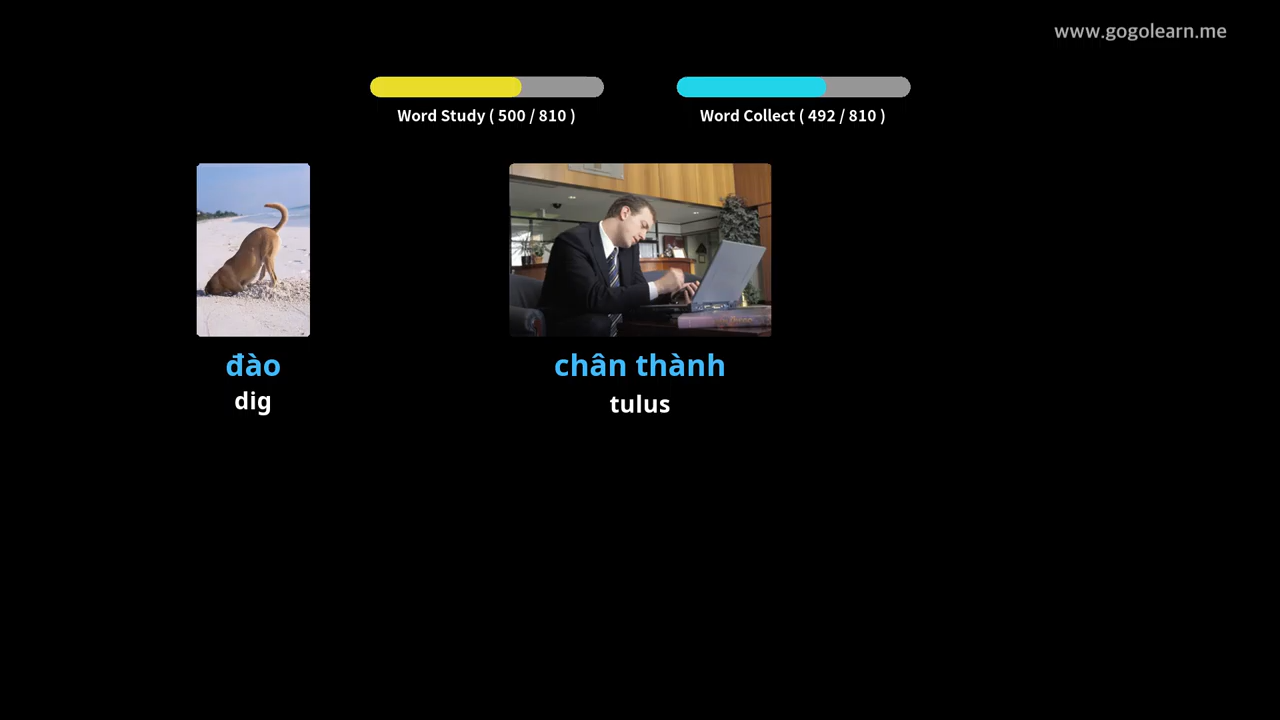 www.gogolearn.me
Word Study ( 500 / 810 )
Word Collect ( 492 / 810 )
đào
dig
chân thành
tulus